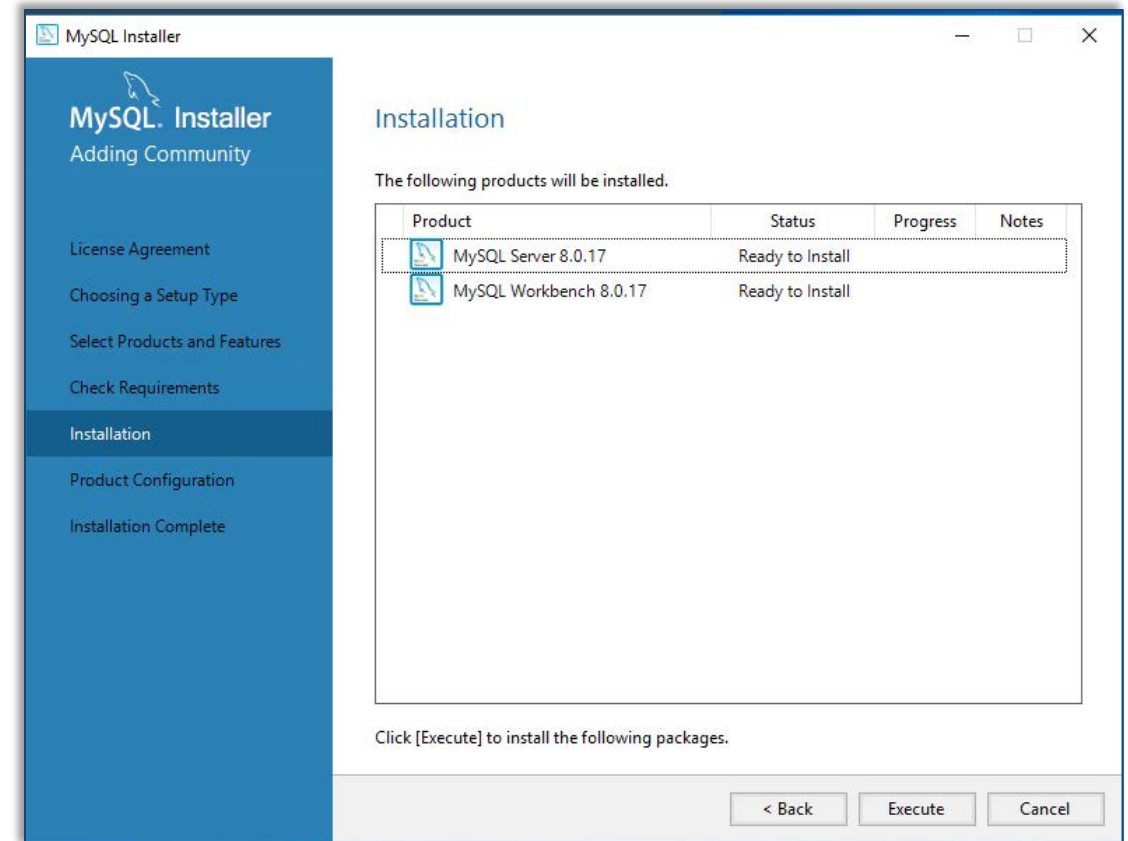 MySQL Installer
MySQL. Installer
Adding Community
License Agreement
Choosing a Setup Type
Select Products and Features
Check Requirements
Installation
Product Configuration
Installation Complete
Installation
The following products will be installed.
Product Status Progress Notes
MySQL Server 8.0.17 Ready to Install
MySQL Workbench 8.0.17 Ready to Install
Click [Execute] to install the following packages.
< Back Execute Cancel